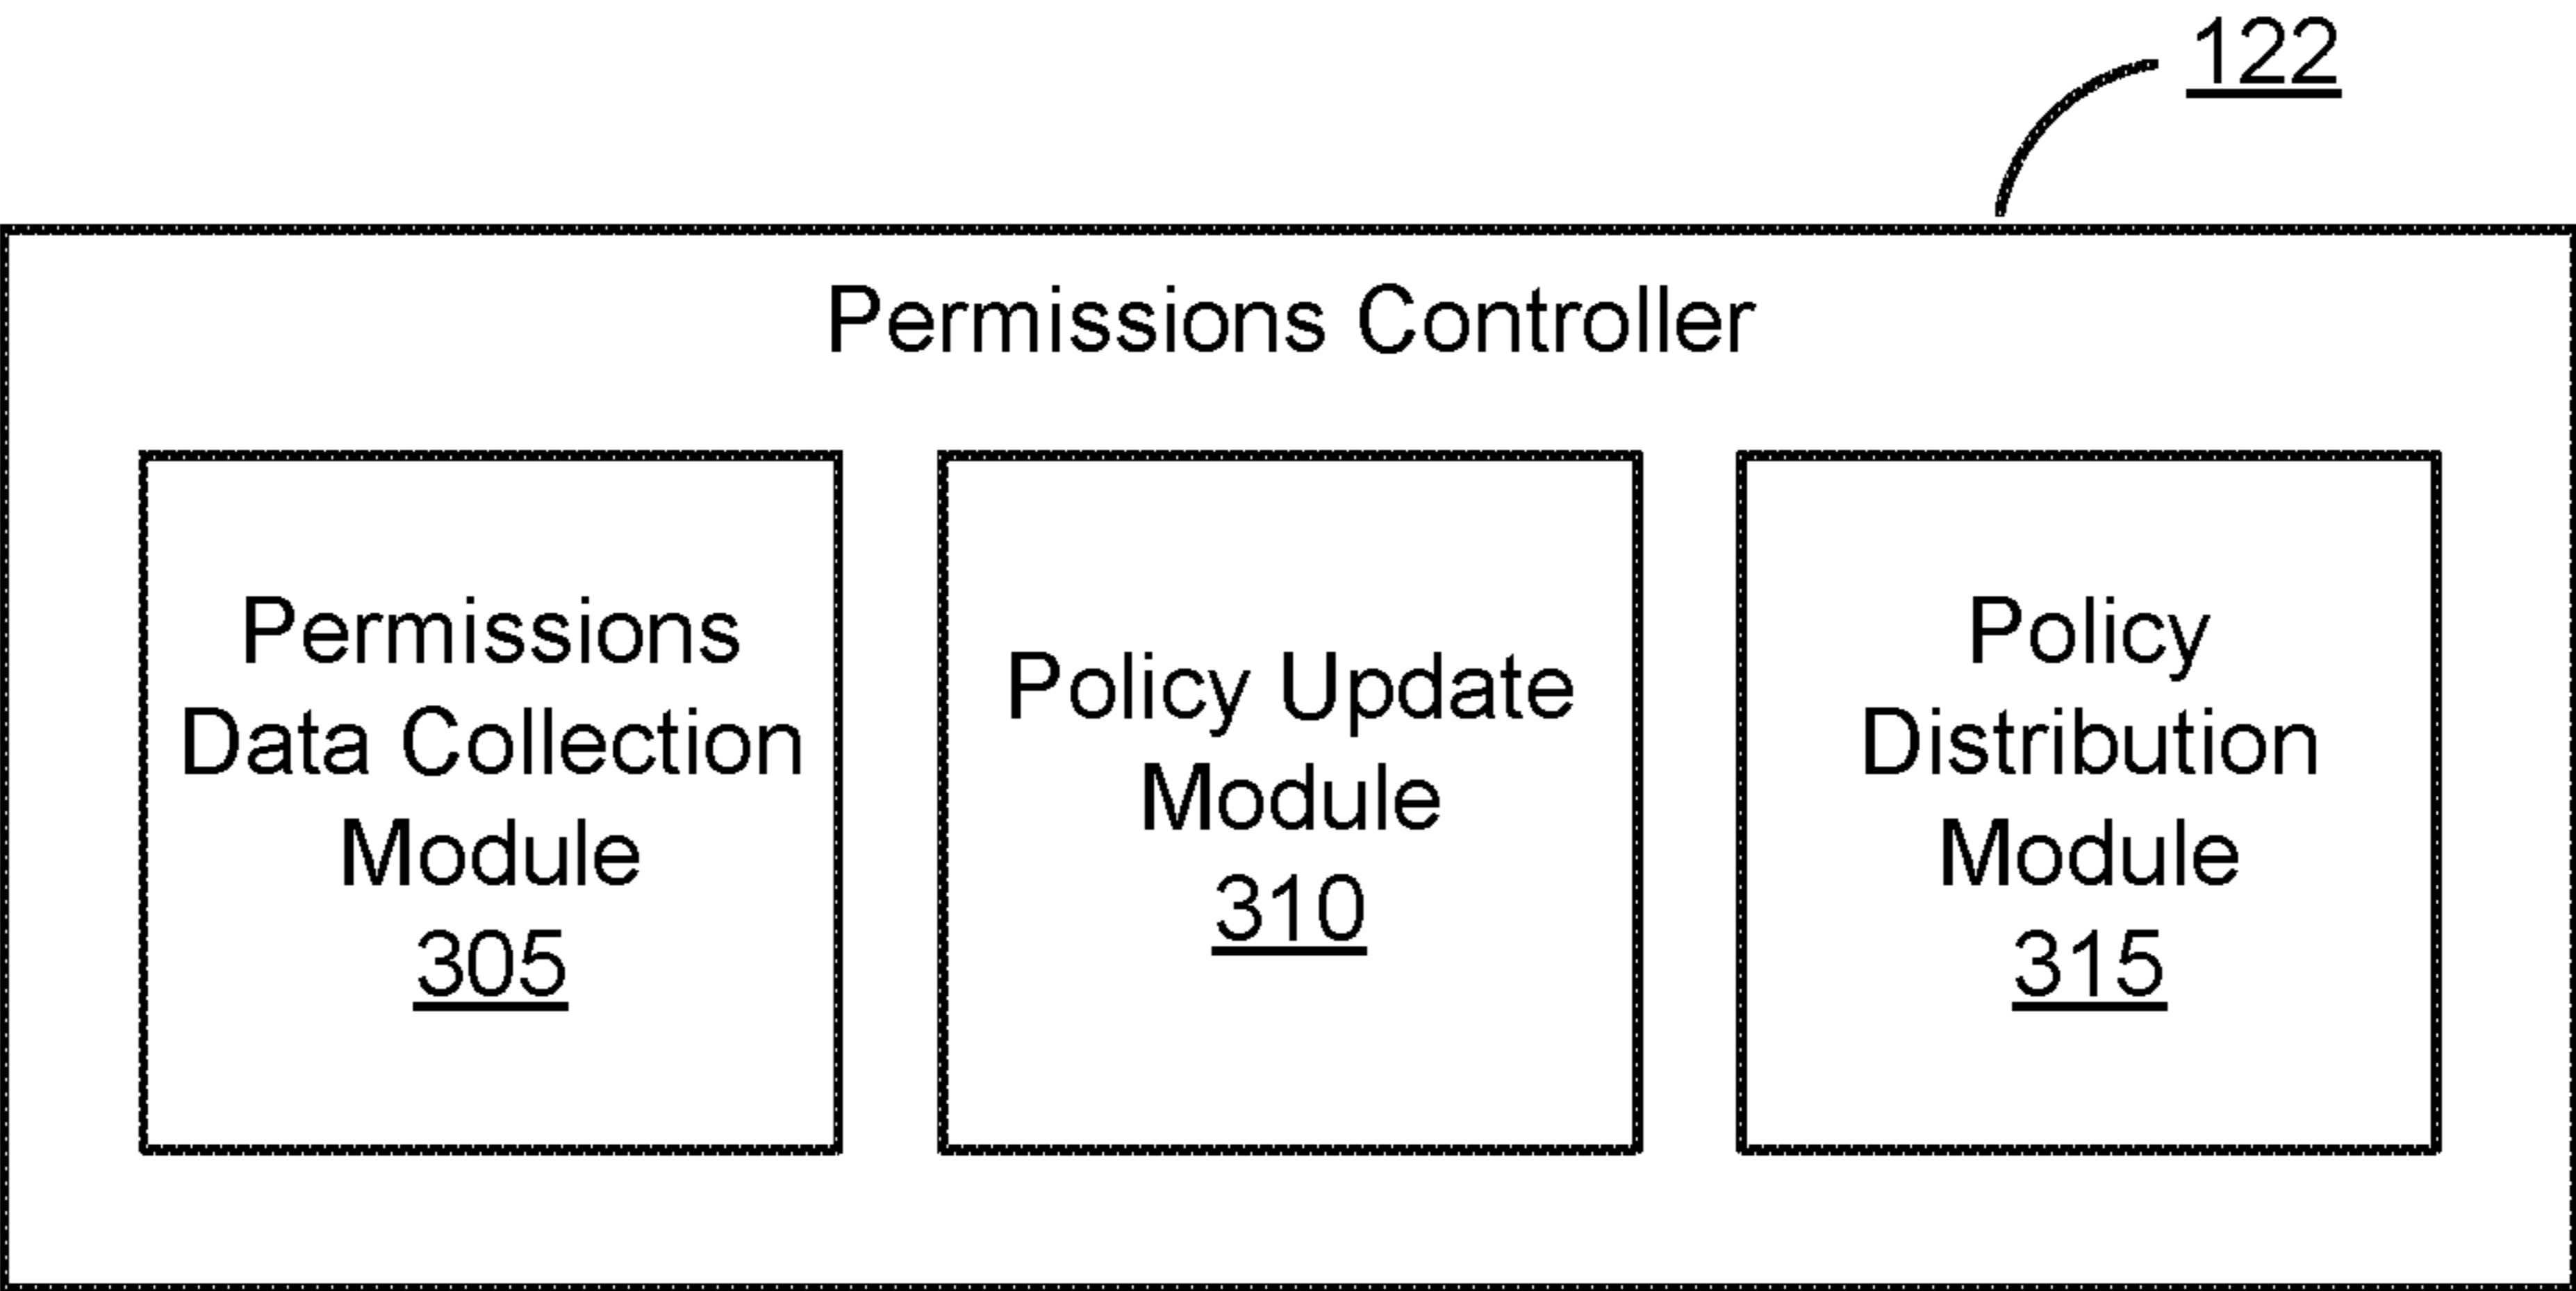 122
Permissions Controller
Permissions
Data Collection
Module
305
Policy Update
Module
310
Policy
Distribution
Module
315